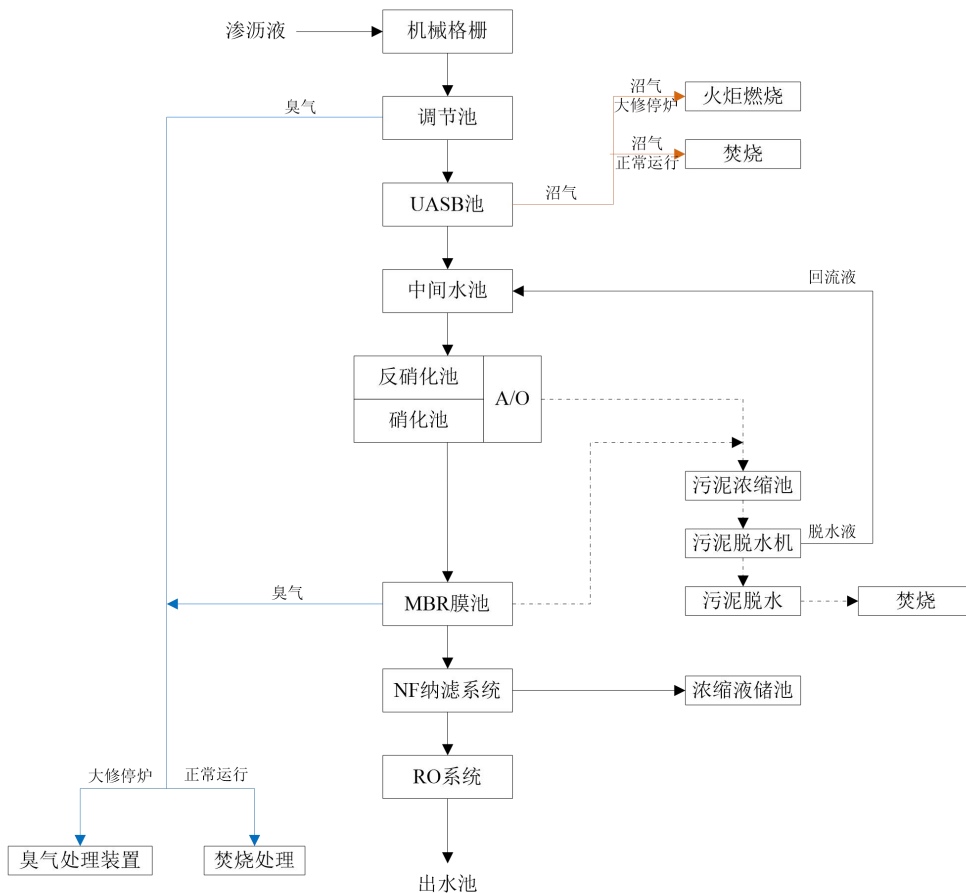 渗沥液
机械格栅
沼气
大修停炉
火炬燃烧
臭气
调节池
沼气
正常运行
焚烧
UASB池
沼气
中间水池
回流液
反硝化池
硝化池
A/O
污泥浓缩池
污泥脱水机
脱水液
污泥脱水
焚烧
臭气
MBR膜池
NF纳滤系统
浓缩液储池
RO系统
大修停炉
正常运行
臭气处理装置
焚烧处理
出水池